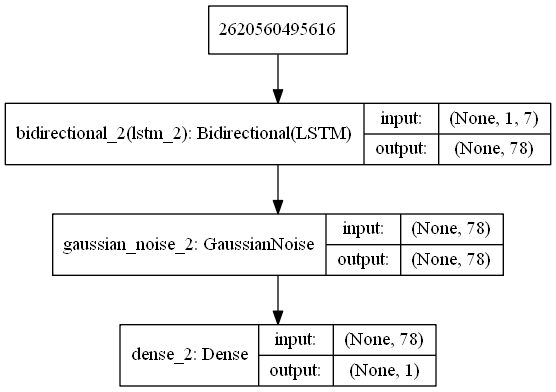 2620560495616
bidirectional_2(lstm_2): Bidirectional(LSTM)
input: (None, 1, 7)
output: (None, 78)
gaussian_noise_2: GaussianNoise
input: (None, 78)
output: (None, 78)
dense_2: Dense
input: (None, 78)
output: (None, 1)